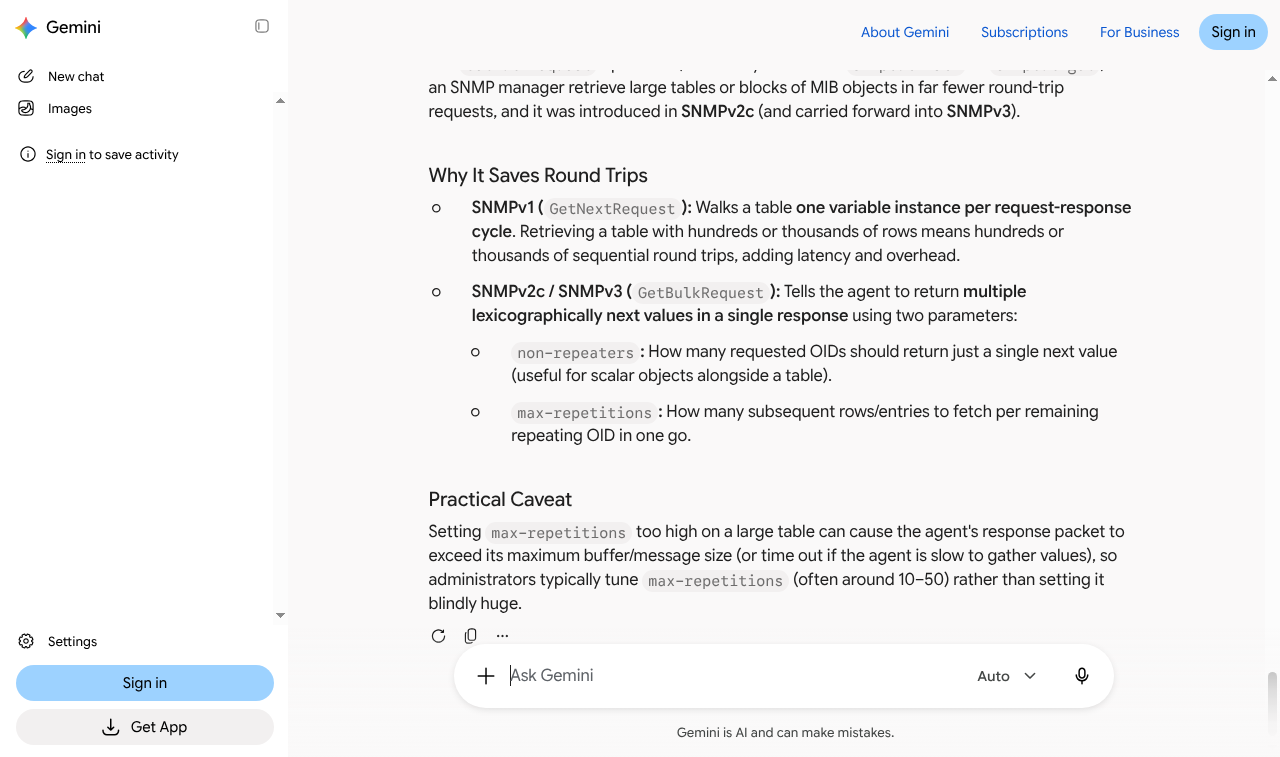 Gemini
New chat
Images
Sign in to save activity
Settings
Sign in
Get App
About Gemini
Subscriptions
For Business
Sign in
an SNMP manager retrieve large tables or blocks of MIB objects in far fewer round-trip
requests, and it was introduced in SNMPv2c (and carried forward into SNMPv3).
Why It Saves Round Trips
SNMPv1 ( GetNextRequest ): Walks a table one variable instance per request-response
cycle. Retrieving a table with hundreds or thousands of rows means hundreds or
thousands of sequential round trips, adding latency and overhead.
SNMPv2c / SNMPv3 ( GetBulkRequest ): Tells the agent to return multiple
lexicographically next values in a single response using two parameters:
non-repeaters : How many requested OIDs should return just a single next value
(useful for scalar objects alongside a table).
max-repetitions : How many subsequent rows/entries to fetch per remaining
repeating OID in one go.
Practical Caveat
Setting max-repetitions too high on a large table can cause the agent's response packet to
exceed its maximum buffer/message size (or time out if the agent is slow to gather values), so
administrators typically tune max-repetitions (often around 10–50) rather than setting it
blindly huge.
Ask Gemini
Auto
Gemini is AI and can make mistakes.